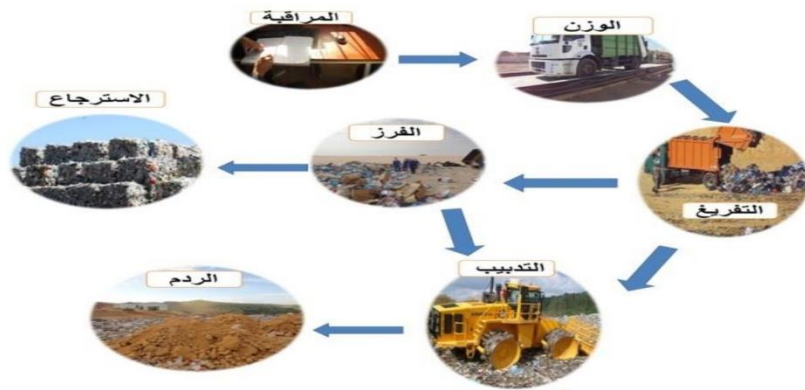 المراقبة
الوزن
التفريغ
الفرز
الاسترجاع
التدبيب
الردم